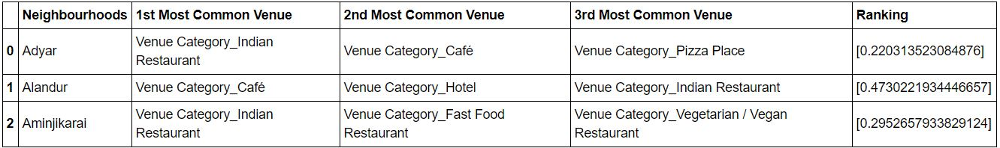 Neighbourhoods 1st Most Common Venue 2nd Most Common Venue 3rd Most Common Venue Ranking
0 Adyar Venue Category_Indian Restaurant Venue Category_Café Venue Category_Pizza Place [0.220313523084876]
1 Alandur Venue Category_Café Venue Category_Hotel Venue Category_Indian Restaurant [0.4730221934446657]
2 Aminjikarai Venue Category_Indian Restaurant Venue Category_Fast Food Restaurant Venue Category_Vegetarian / Vegan Restaurant [0.2952657933829124]